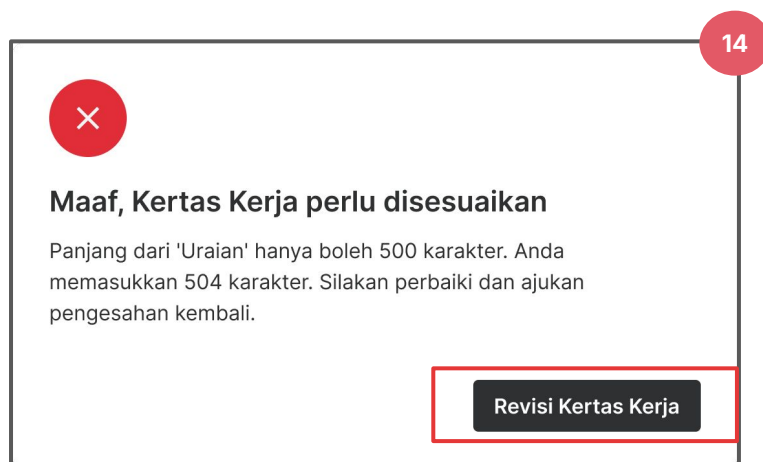 14
Maaf, Kertas Kerja perlu disesuaikan
Panjang dari 'Uraian' hanya boleh 500 karakter. Anda
memasukkan 504 karakter. Silakan perbaiki dan ajukan
pengesahan kembali.
Revisi Kertas Kerja